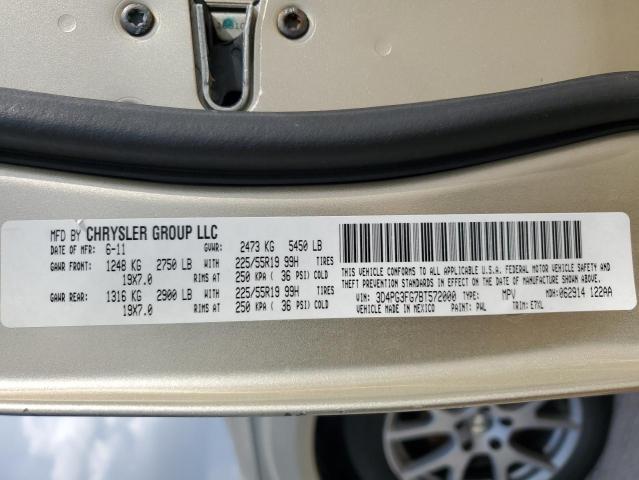 MFD BY CHRYSLER GROUP LLC
DATE OF MFR: 6-11 GVWR: 2473 KG 5450 LB
GAWR FRONT: 1248 KG 2750 LB WITH 225/55R19 99H TIRES
19X7.0 RIMS AT 250 KPA ( 36 PSI) COLD
GAWR REAR: 1316 KG 2900 LB WITH 225/55R19 99H TIRES
19X7.0 RIMS AT 250 KPA ( 36 PSI) COLD
THIS VEHICLE CONFORMS TO ALL APPLICABLE U.S.A. FEDERAL MOTOR VEHICLE SAFETY AND
THEFT PREVENTION STANDARDS IN EFFECT ON THE DATE OF MANUFACTURE SHOWN ABOVE.
VIN: 3D4PG3FG7BT572000 TYPE: MPV MDH: 062914 122AA
VEHICLE MADE IN MEXICO PAINT: PWL TRIM: E7XL